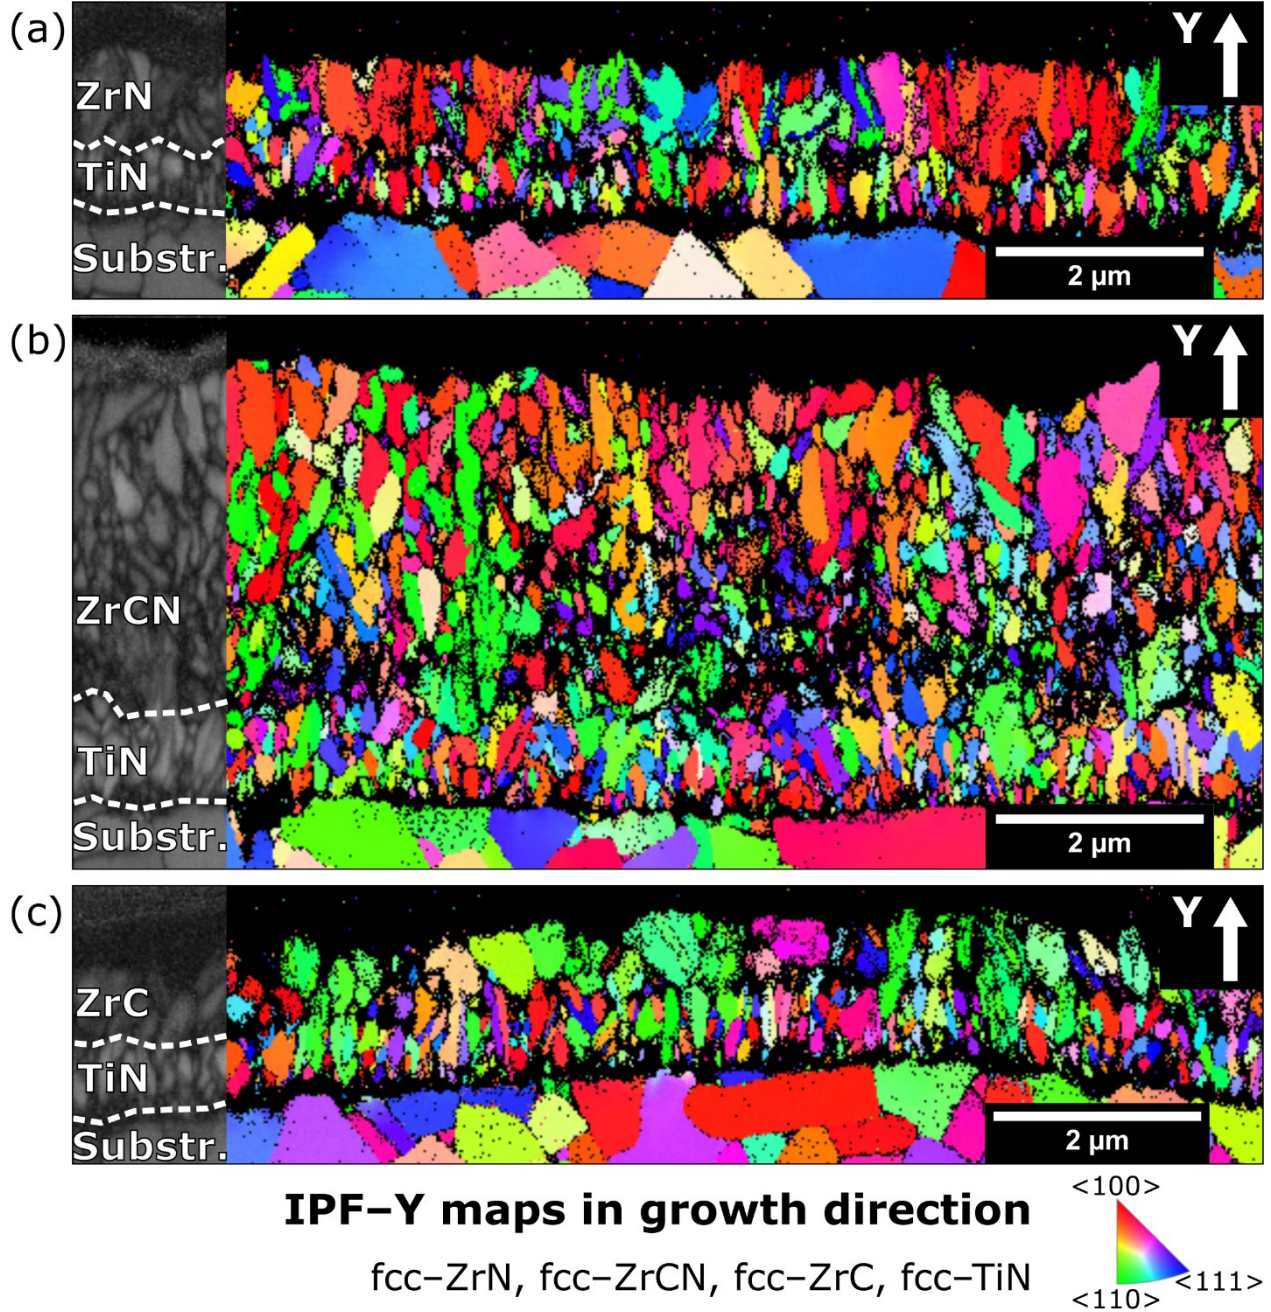 (a)
Y
ZrN
TiN
Substr.
2 µm
(b)
Y
ZrCN
TiN
Substr.
2 µm
(c)
Y
ZrC
TiN
Substr.
2 µm
IPF–Y maps in growth direction
fcc–ZrN, fcc–ZrCN, fcc–ZrC, fcc–TiN
<100>
<111>
<110>